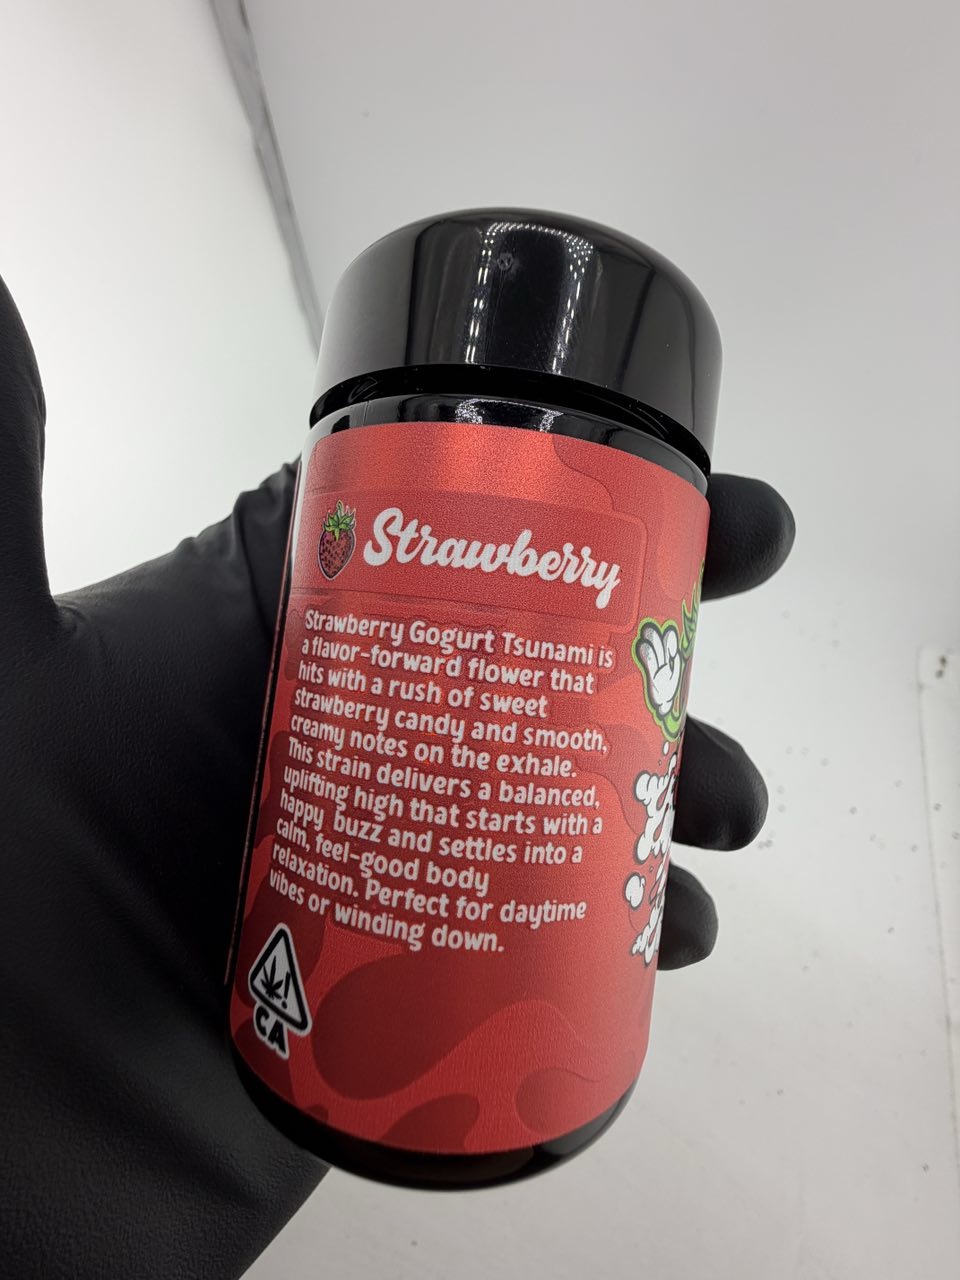 Strawberry
Strawberry Gogurt Tsunami is
a flavor-forward flower that
hits with a rush of sweet
strawberry candy and smooth,
creamy notes on the exhale.
This strain delivers a balanced,
uplifting high that starts with a
happy buzz and settles into a
calm, feel-good body
relaxation. Perfect for daytime
vibes or winding down.
!
CA